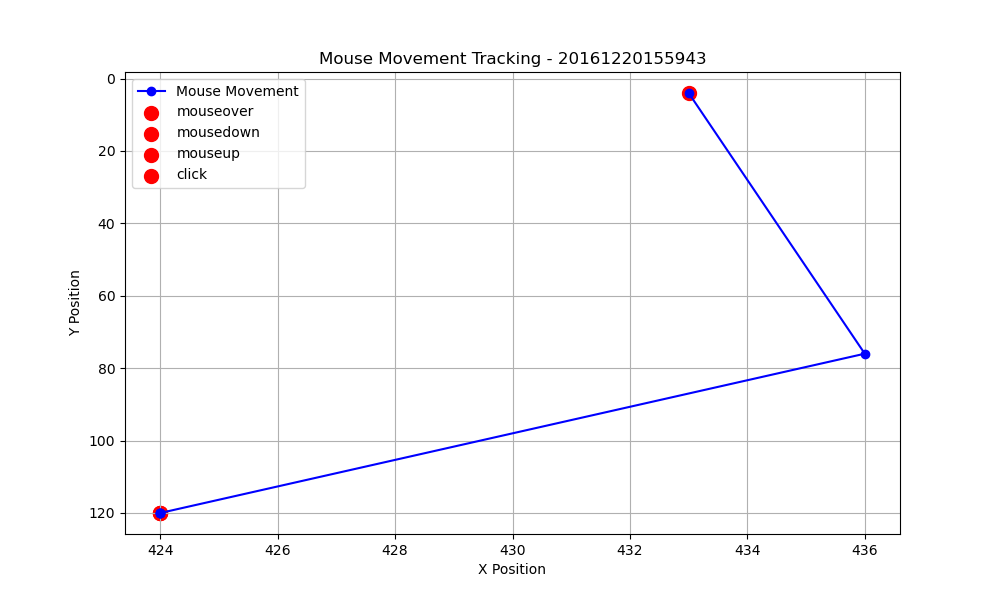 Mouse Movement Tracking - 20161220155943
Mouse Movement
mouseover
mousedown
mouseup
click
0
20
40
60
80
100
120
Y Position
424 426 428 430 432 434 436
X Position